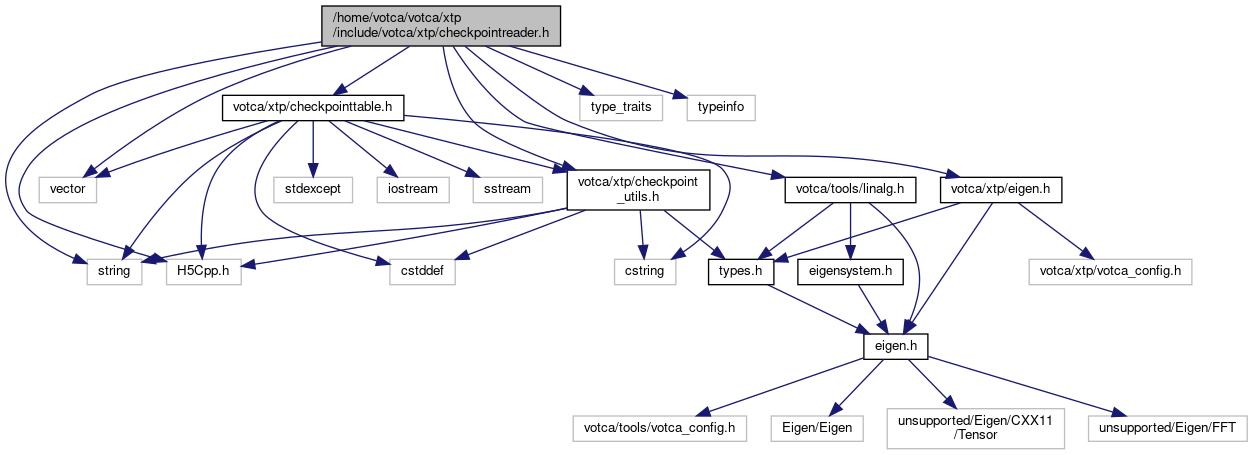 /home/votca/votca/xtp
/include/votca/xtp/checkpointreader.h
votca/xtp/checkpointtable.h
type_traits
typeinfo
vector
stdexcept
iostream
sstream
votca/xtp/checkpoint
_utils.h
votca/tools/linalg.h
votca/xtp/eigen.h
string
H5Cpp.h
cstddef
cstring
types.h
eigensystem.h
votca/xtp/votca_config.h
eigen.h
votca/tools/votca_config.h
Eigen/Eigen
unsupported/Eigen/CXX11
/Tensor
unsupported/Eigen/FFT